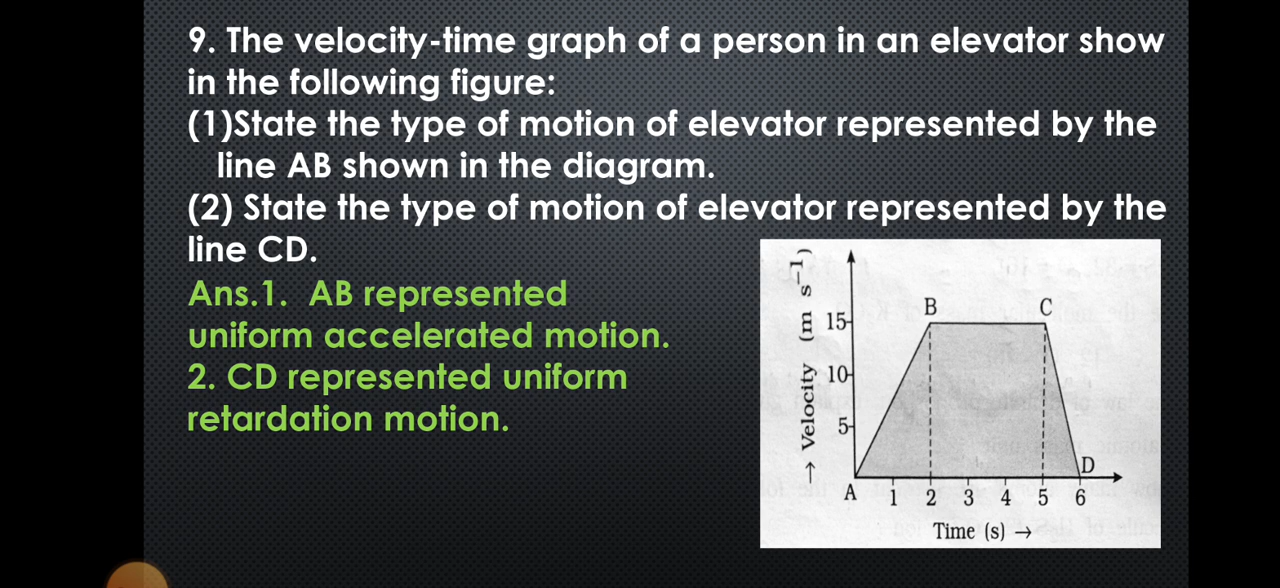 9. The velocity-time graph of a person in an elevator show
in the following figure:
(1)State the type of motion of elevator represented by the
line AB shown in the diagram.
(2) State the type of motion of elevator represented by the
line CD.
Ans.1. AB represented
uniform accelerated motion.
2. CD represented uniform
retardation motion.
→ Velocity (m s⁻¹)
15
10
5
B
C
D
A
1 2 3 4 5 6
Time (s) →